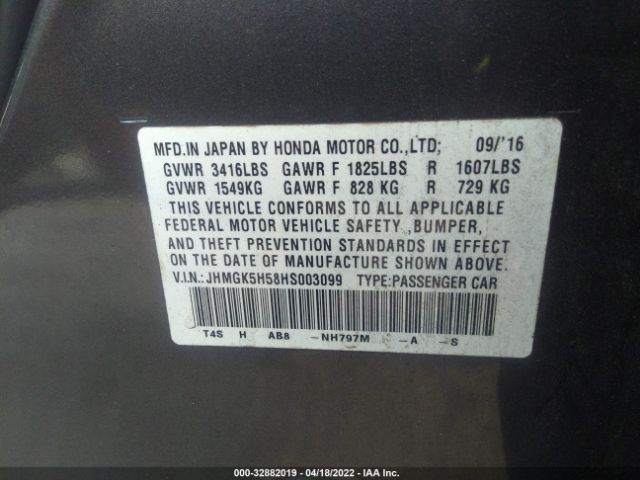 MFD.IN JAPAN BY HONDA MOTOR CO.,LTD; 09/'16
GVWR 3416LBS GAWR F 1825LBS R 1607LBS
GVWR 1549KG GAWR F 828 KG R 729 KG
THIS VEHICLE CONFORMS TO ALL APPLICABLE
FEDERAL MOTOR VEHICLE SAFETY ,BUMPER,
AND THEFT PREVENTION STANDARDS IN EFFECT
ON THE DATE OF MANUFACTURE SHOWN ABOVE.
V.I.N.:JHMGK5H58HS003099 TYPE:PASSENGER CAR
T4S H AB8 -NH797M -A -S
000-32882019 - 04/18/2022 - IAA Inc.